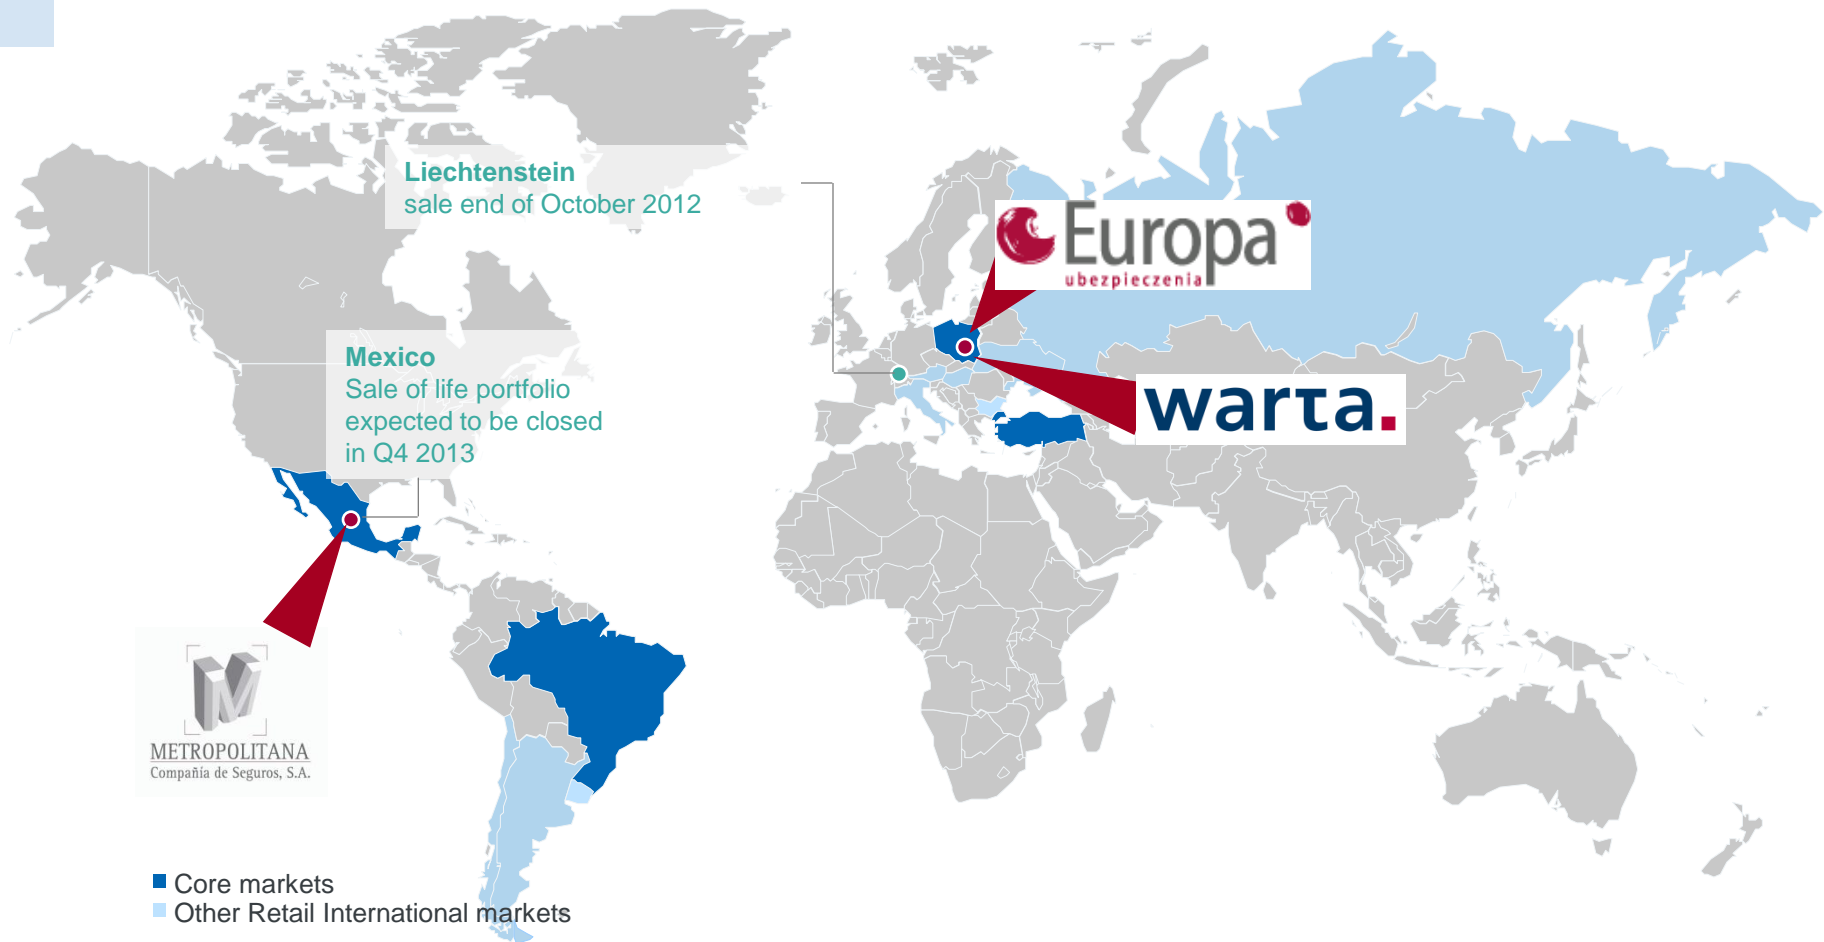 Liechtenstein
sale end of October 2012
Europa
ubezpieczenia
Mexico
Sale of life portfolio
expected to be closed
in Q4 2013
warta.
METROPOLITANA
Compañia de Seguros, S.A.
Core markets
Other Retail International markets